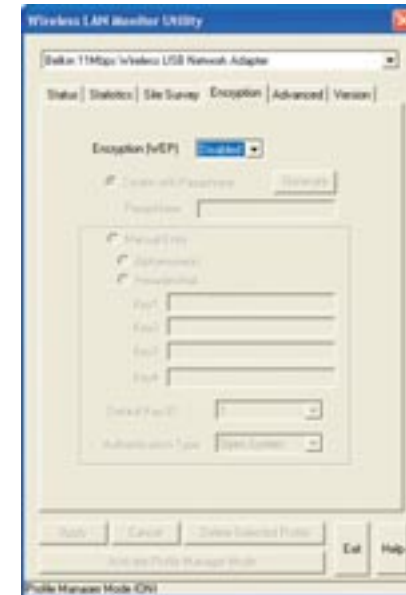 Wireless LAN Monitor Utility
Belkin 11Mbps Wireless USB Network Adapter
Status Statistics Site Survey Encryption Advanced Version
Encryption (WEP) Disabled
Create with Passphrase Generate
Passphrase
Manual Entry
Alphanumeric
Hexadecimal
Key1
Key2
Key3
Key4
Default Key ID 1
Authentication Type Open System
Apply Cancel Delete Selected Profile
Activate Profile Manager Mode
Exit Help
Profile Manager Mode (ON)